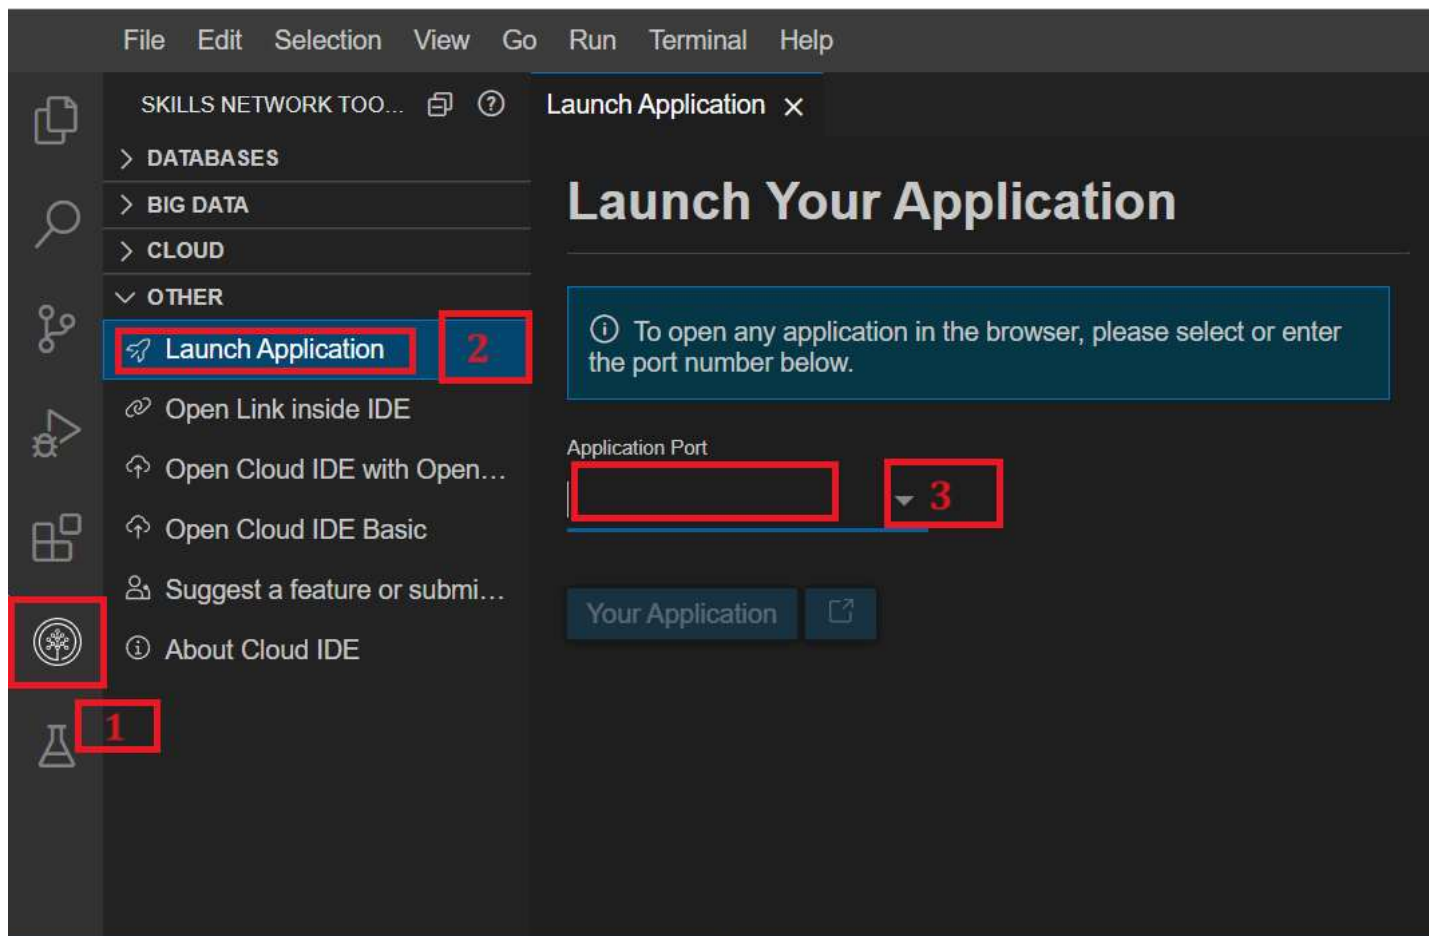 File Edit Selection View Go Run Terminal Help
SKILLS NETWORK TOO...
DATABASES
BIG DATA
CLOUD
OTHER
Launch Application
2
Open Link inside IDE
Open Cloud IDE with Open...
Open Cloud IDE Basic
Suggest a feature or submi...
About Cloud IDE
1
Launch Application
Launch Your Application
To open any application in the browser, please select or enter
the port number below.
Application Port
3
Your Application